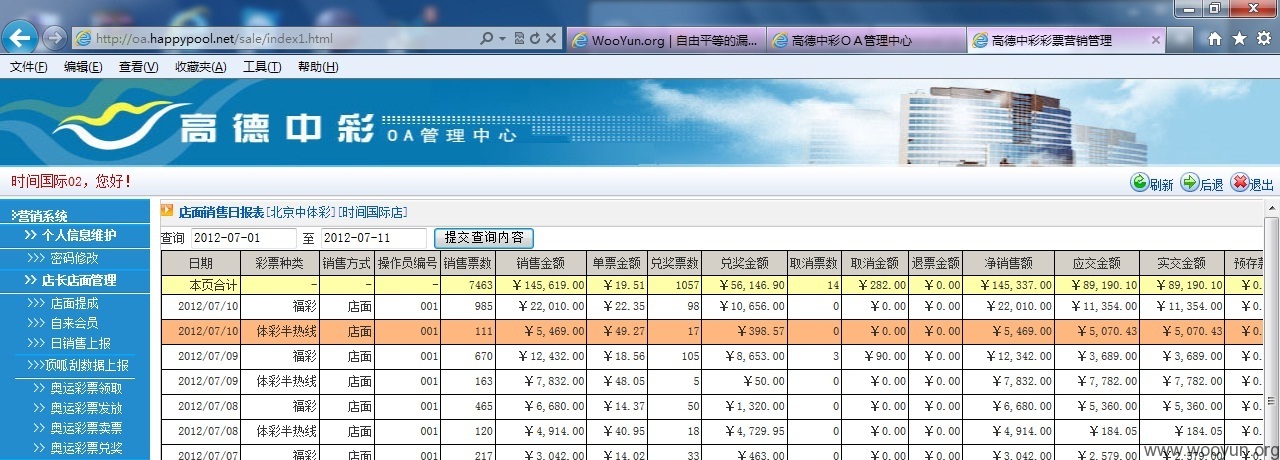 http://oa.happypool.net/sale/index1.html WooYun.org | 自由平等的漏... 高德中彩OA管理中心 高德中彩彩票营销管理
文件(F) 编辑(E) 查看(V) 收藏夹(A) 工具(T) 帮助(H)
高德中彩 OA管理中心
时间国际02，您好！ 刷新 后退 退出
营销系统
>> 个人信息维护
>>> 密码修改
>> 店长店面管理
>>> 店面提成
>>> 自来会员
>>> 日销售上报
>>>顶呱刮数据上报
>> 奥运彩票领取
>> 奥运彩票发放
>> 奥运彩票卖票
>> 奥运彩票兑奖
店面销售日报表[北京中体彩][时间国际店]
查询 2012-07-01 至 2012-07-11 提交查询内容
日期 彩票种类 销售方式 操作员编号 销售票数 销售金额 单票金额 兑奖票数 兑奖金额 取消票数 取消金额 退票金额 净销售额 应交金额 实交金额 预存款
本页合计 - - - 7463 ￥145,619.00 ￥19.51 1057 ￥56,146.90 14 ￥282.00 ￥0.00 ￥145,337.00 ￥89,190.10 ￥89,190.10 ￥0.
2012/07/10 福彩 店面 001 985 ￥22,010.00 ￥22.35 98 ￥10,656.00 0 ￥0.00 ￥0.00 ￥22,010.00 ￥11,354.00 ￥11,354.00 ￥0.
2012/07/10 体彩半热线 店面 001 111 ￥5,469.00 ￥49.27 17 ￥398.57 0 ￥0.00 ￥0.00 ￥5,469.00 ￥5,070.43 ￥5,070.43 ￥0.
2012/07/09 福彩 店面 001 670 ￥12,432.00 ￥18.56 105 ￥8,653.00 3 ￥90.00 ￥0.00 ￥12,342.00 ￥3,689.00 ￥3,689.00 ￥0.
2012/07/09 体彩半热线 店面 001 163 ￥7,832.00 ￥48.05 5 ￥50.00 0 ￥0.00 ￥0.00 ￥7,832.00 ￥7,782.00 ￥7,782.00 ￥0.
2012/07/08 福彩 店面 001 465 ￥6,680.00 ￥14.37 50 ￥1,320.00 0 ￥0.00 ￥0.00 ￥6,680.00 ￥5,360.00 ￥5,360.00 ￥0.
2012/07/08 体彩半热线 店面 001 120 ￥4,914.00 ￥40.95 18 ￥4,729.95 0 ￥0.00 ￥0.00 ￥4,914.00 ￥184.05 ￥184.05 ￥0.
2012/07/07 福彩 店面 001 217 ￥3,042.00 ￥14.02 33 ￥463.00 0 ￥0.00 ￥0.00 ￥3,042.00 ￥2,579.00 ￥2,579.00 ￥0.
www.wooyun.org